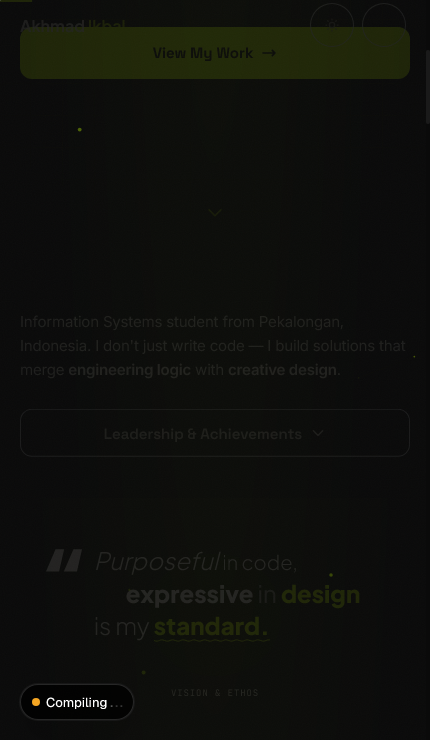 Akhmad Ikbal
View My Work →
Information Systems student from Pekalongan,
Indonesia. I don't just write code — I build solutions that
merge engineering logic with creative design.
Leadership & Achievements
“ Purposeful in code,
expressive in design
is my standard.
VISION & ETHOS
Compiling ...